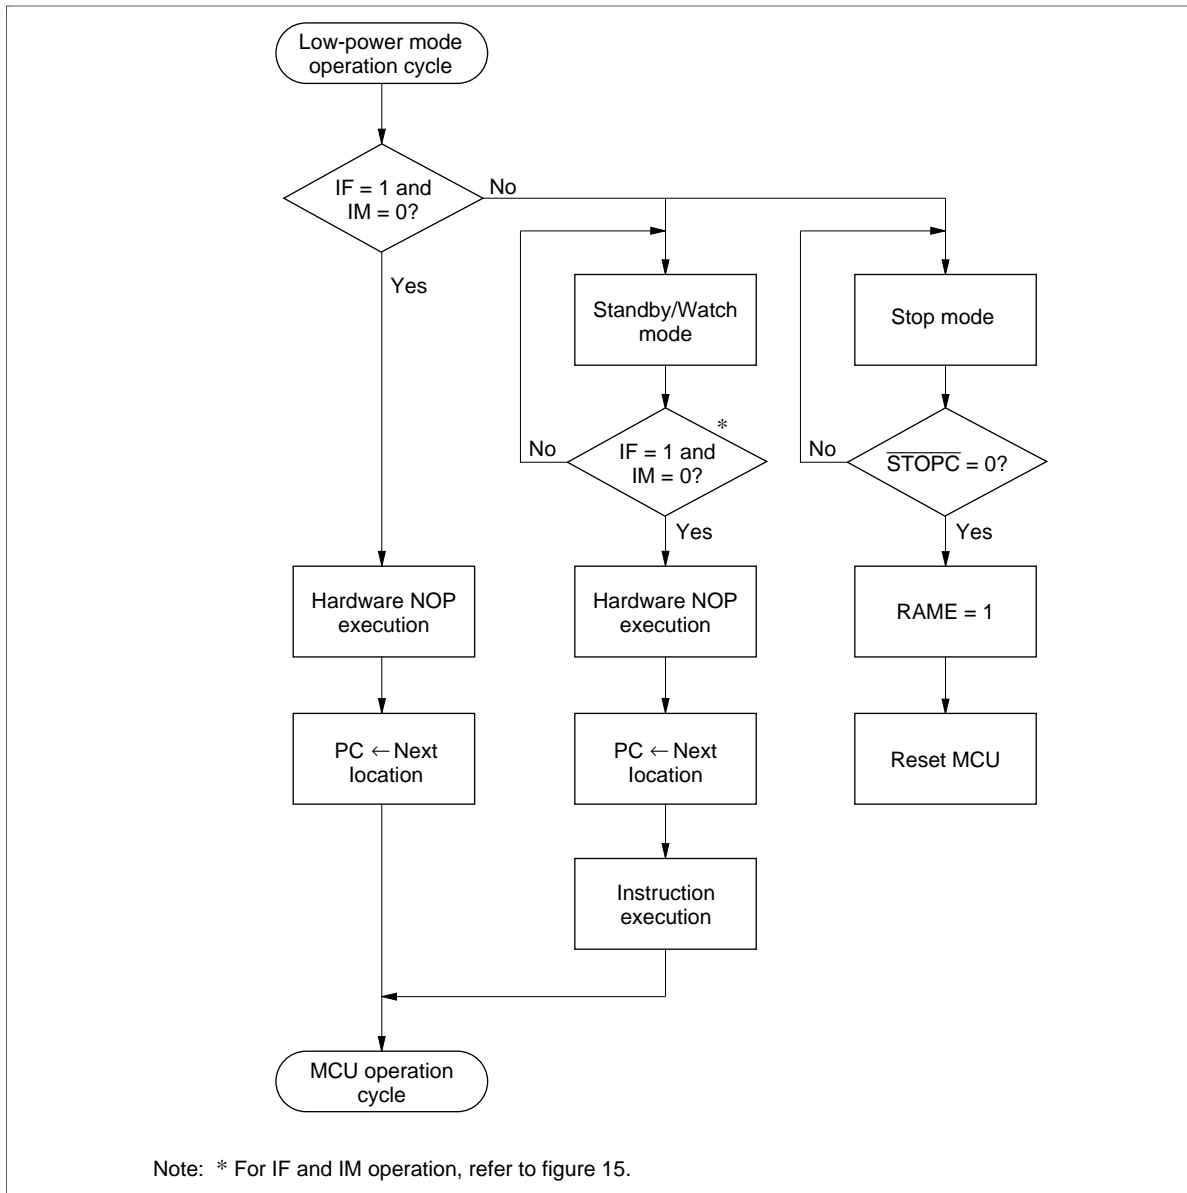 Low-power mode
operation cycle
IF = 1 and
IM = 0?
No
Yes
Standby/Watch
mode
Stop mode
*
No
IF = 1 and
IM = 0?
Yes
No
S̅T̅O̅P̅C̅ = 0?
Yes
Hardware NOP
execution
Hardware NOP
execution
RAME = 1
PC ← Next
location
PC ← Next
location
Reset MCU
Instruction
execution
MCU operation
cycle
Note: * For IF and IM operation, refer to figure 15.